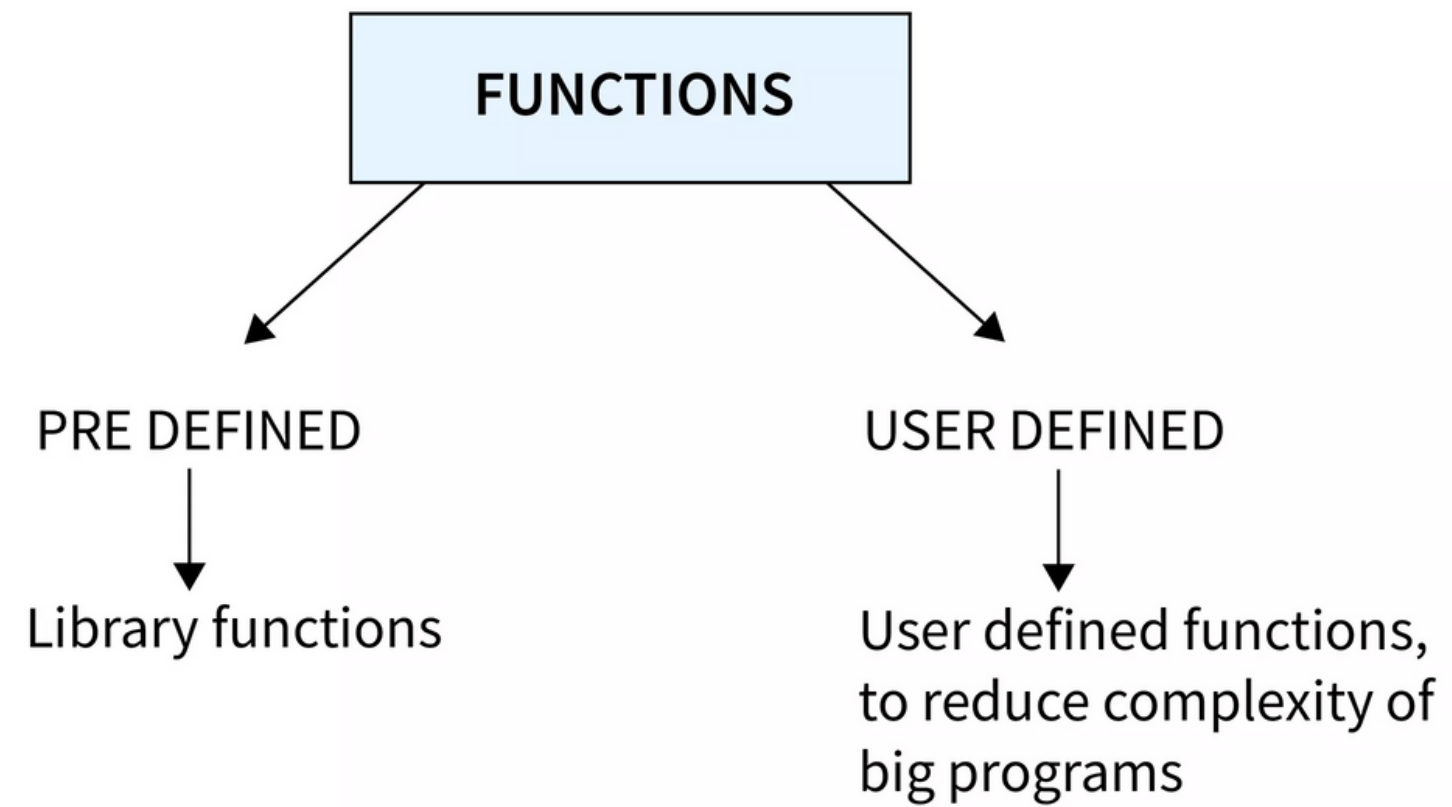 FUNCTIONS
PRE DEFINED
USER DEFINED
Library functions
User defined functions,
to reduce complexity of
big programs